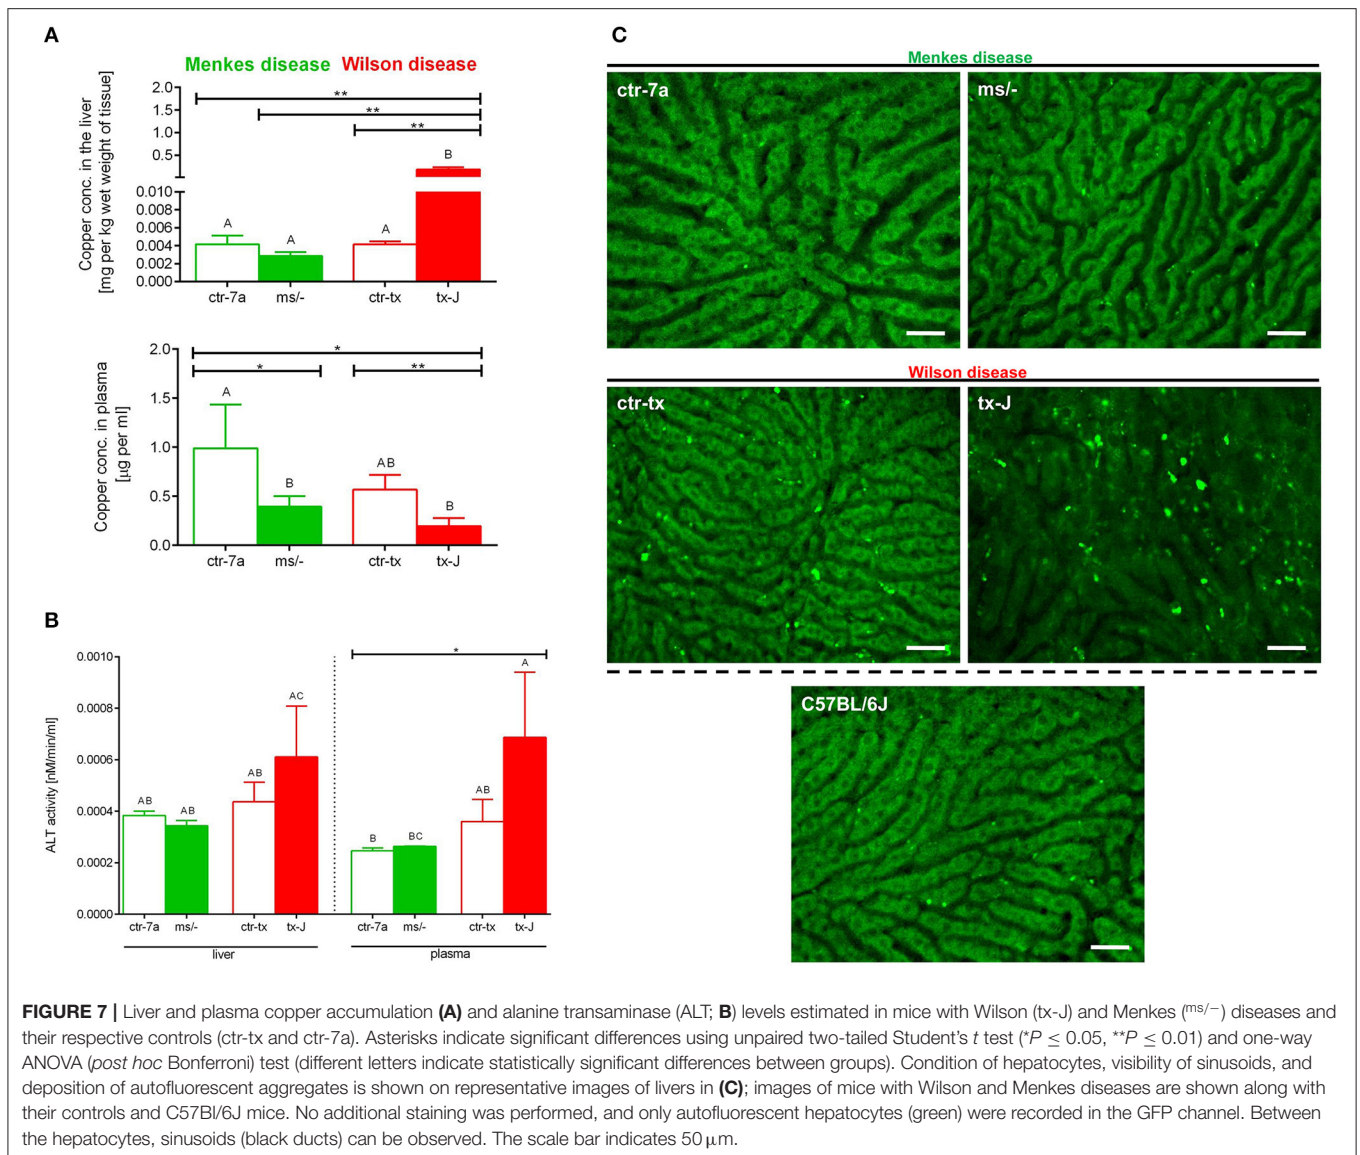 A
Menkes disease Wilson disease
Copper conc. in the liver
[mg per kg wet weight of tissue]
2.0
1.5
1.0
0.5
0.010
0.008
0.006
0.004
0.002
0.000
**
**
**
A
A
A
B
ctr-7a ms/- ctr-tx tx-J
Copper conc. in plasma
[µg per ml]
2.0
1.5
1.0
0.5
0.0
*
*
**
A
B
AB
B
ctr-7a ms/- ctr-tx tx-J
B
ALT activity [nM/min/ml]
0.0010
0.0008
0.0006
0.0004
0.0002
0.0000
*
AB
AB
AB
AC
B
BC
AB
A
ctr-7a ms/- ctr-tx tx-J ctr-7a ms/- ctr-tx tx-J
liver plasma
C
Menkes disease
ctr-7a
ms/-
Wilson disease
ctr-tx
tx-J
C57BL/6J
FIGURE 7 | Liver and plasma copper accumulation (A) and alanine transaminase (ALT; B) levels estimated in mice with Wilson (tx-J) and Menkes (ms/−) diseases and
their respective controls (ctr-tx and ctr-7a). Asterisks indicate significant differences using unpaired two-tailed Student's t test (*P ≤ 0.05, **P ≤ 0.01) and one-way
ANOVA (post hoc Bonferroni) test (different letters indicate statistically significant differences between groups). Condition of hepatocytes, visibility of sinusoids, and
deposition of autofluorescent aggregates is shown on representative images of livers in (C); images of mice with Wilson and Menkes diseases are shown along with
their controls and C57Bl/6J mice. No additional staining was performed, and only autofluorescent hepatocytes (green) were recorded in the GFP channel. Between
the hepatocytes, sinusoids (black ducts) can be observed. The scale bar indicates 50 µm.